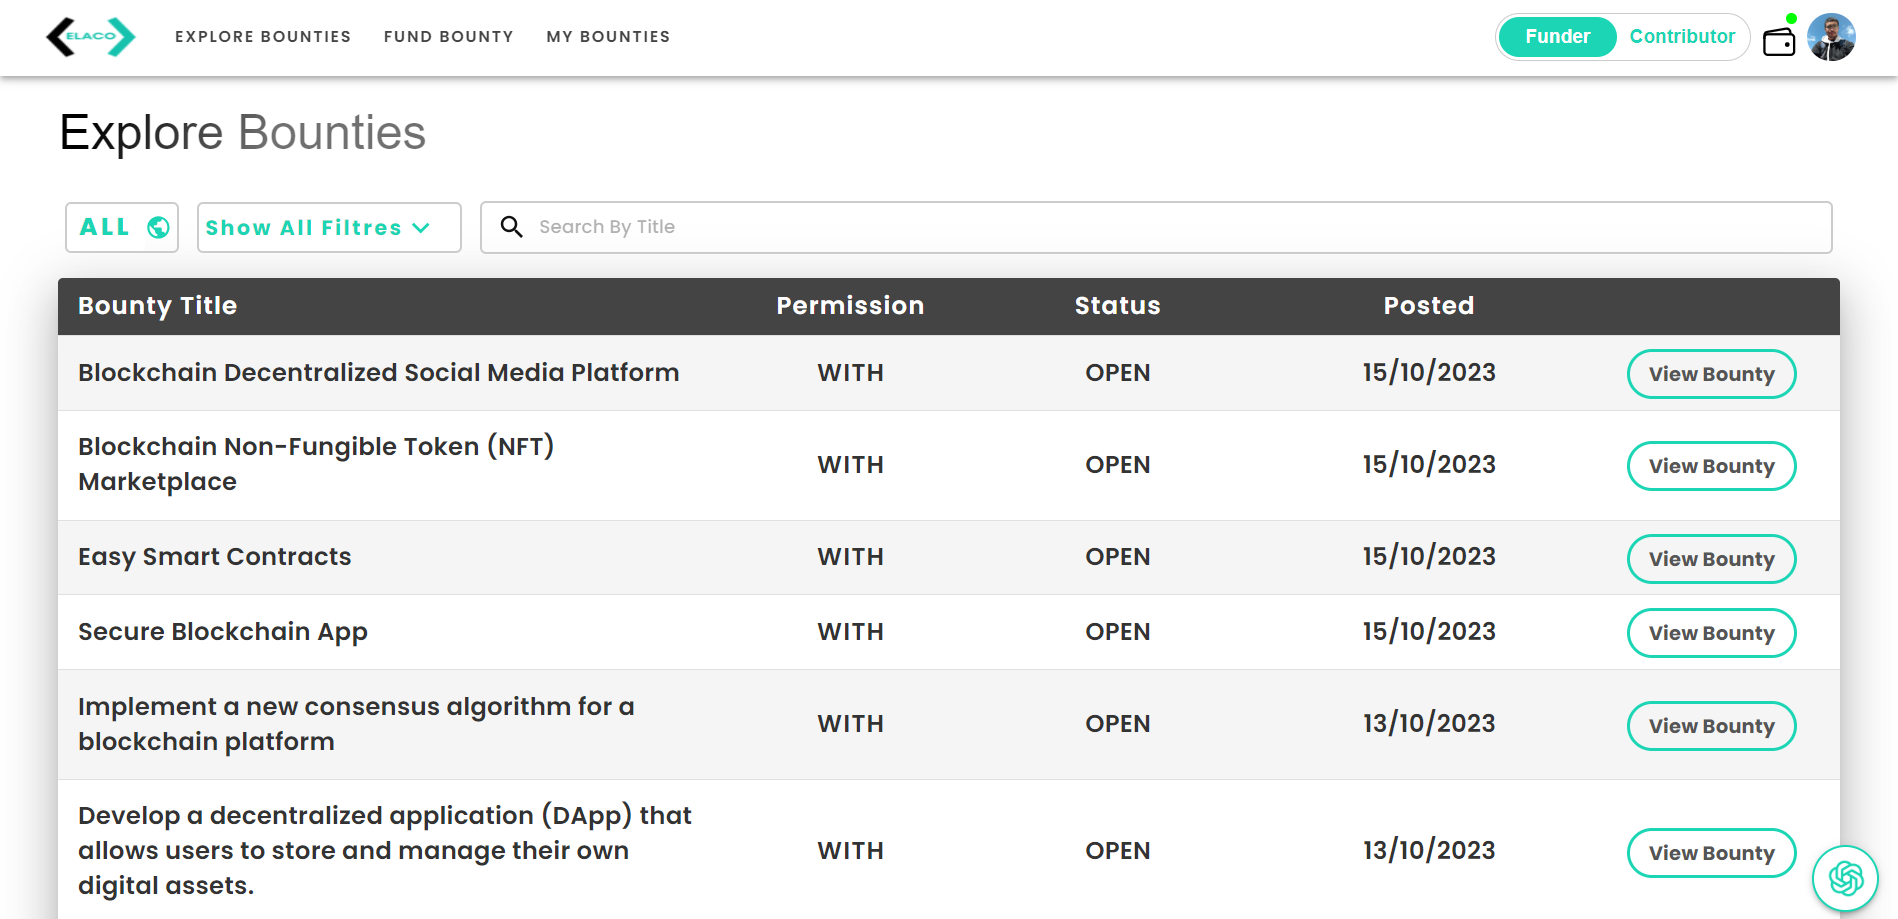 ELACO
EXPLORE BOUNTIES
FUND BOUNTY
MY BOUNTIES
Funder
Contributor
Explore Bounties
ALL
Show All Filtres
Search By Title
Bounty Title Permission Status Posted
Blockchain Decentralized Social Media Platform WITH OPEN 15/10/2023 View Bounty
Blockchain Non-Fungible Token (NFT)
Marketplace
WITH OPEN 15/10/2023 View Bounty
Easy Smart Contracts WITH OPEN 15/10/2023 View Bounty
Secure Blockchain App WITH OPEN 15/10/2023 View Bounty
Implement a new consensus algorithm for a
blockchain platform
WITH OPEN 13/10/2023 View Bounty
Develop a decentralized application (DApp) that
allows users to store and manage their own
digital assets.
WITH OPEN 13/10/2023 View Bounty